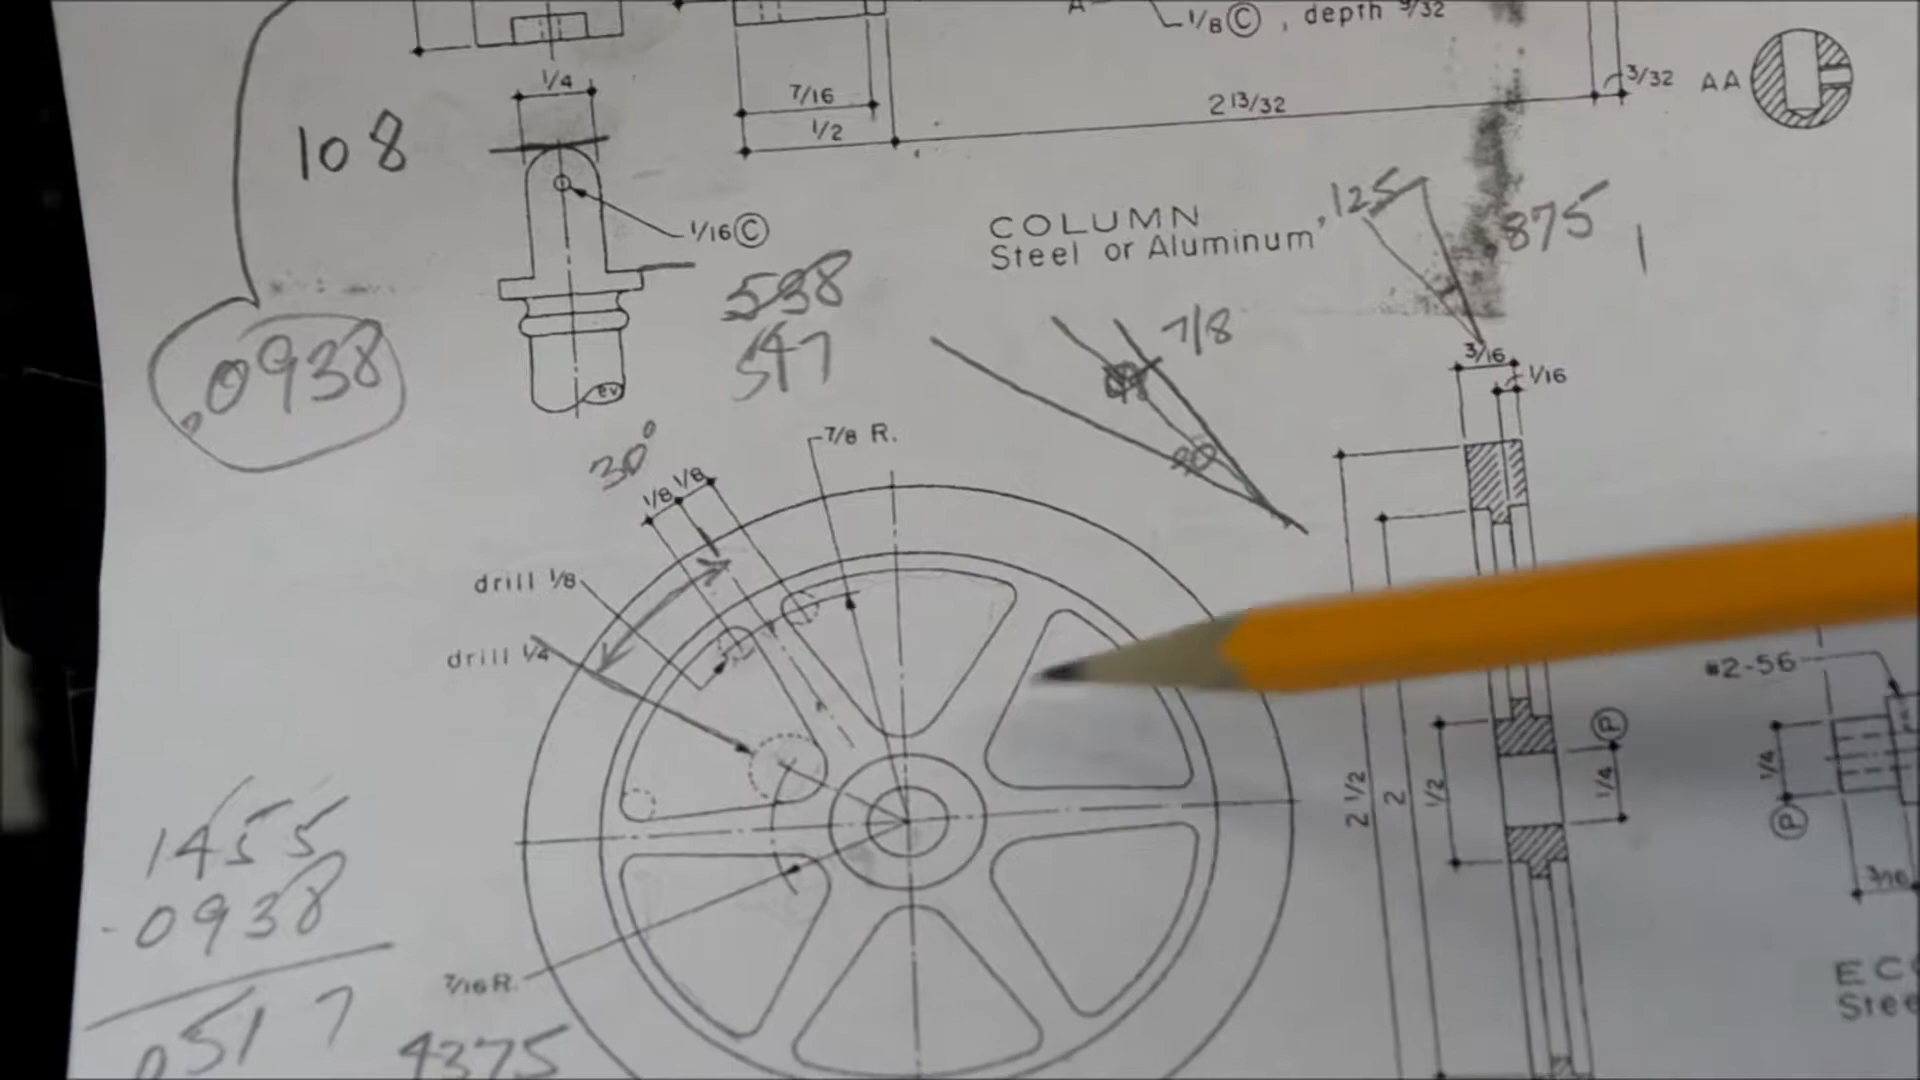 1/8 Ⓒ, depth 9/32
A
3/32
AA
1/4
7/16
1/2
2 13/32
108
1/16 Ⓒ
COLUMN
Steel or Aluminum
.125
875
538
547
7/8
.0938
3/16
1/16
30°
7/8 R.
1/8 1/8
drill 1/8
drill 1/4
30
#2-56
Ⓟ
2 1/2
2
1/2
1/4
1/4
Ⓟ
1455
-0938
0517
3/16
7/16 R.
4375
EC
Stee